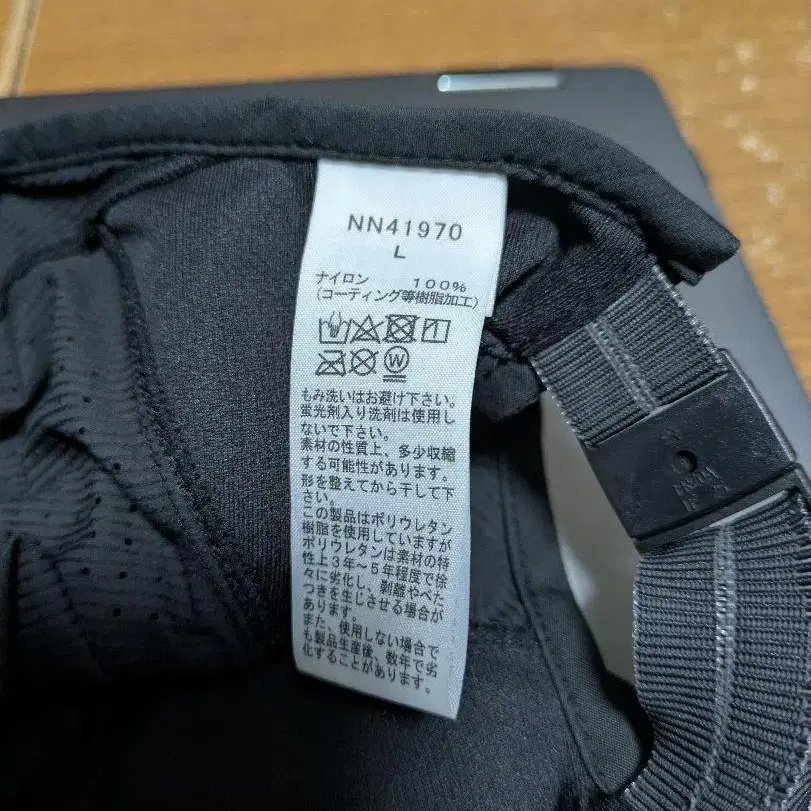 NN41970
L
ナイロン 100%
(コーティング等樹脂加工)
W
もみ洗いはお避け下さい。
蛍光剤入り洗剤は使用し
ないで下さい。
素材の性質上、多少収縮
する可能性があります。
形を整えてから干して下
さい。
この製品はポリウレタン
樹脂を使用していますが
ポリウレタンは素材の特
性上3年~5年程度で徐
々に劣化し、剥離やべた
つきを生じさせる場合が
あります。
また、使用しない場合で
も製品生産後、数年で劣
化することがあります。